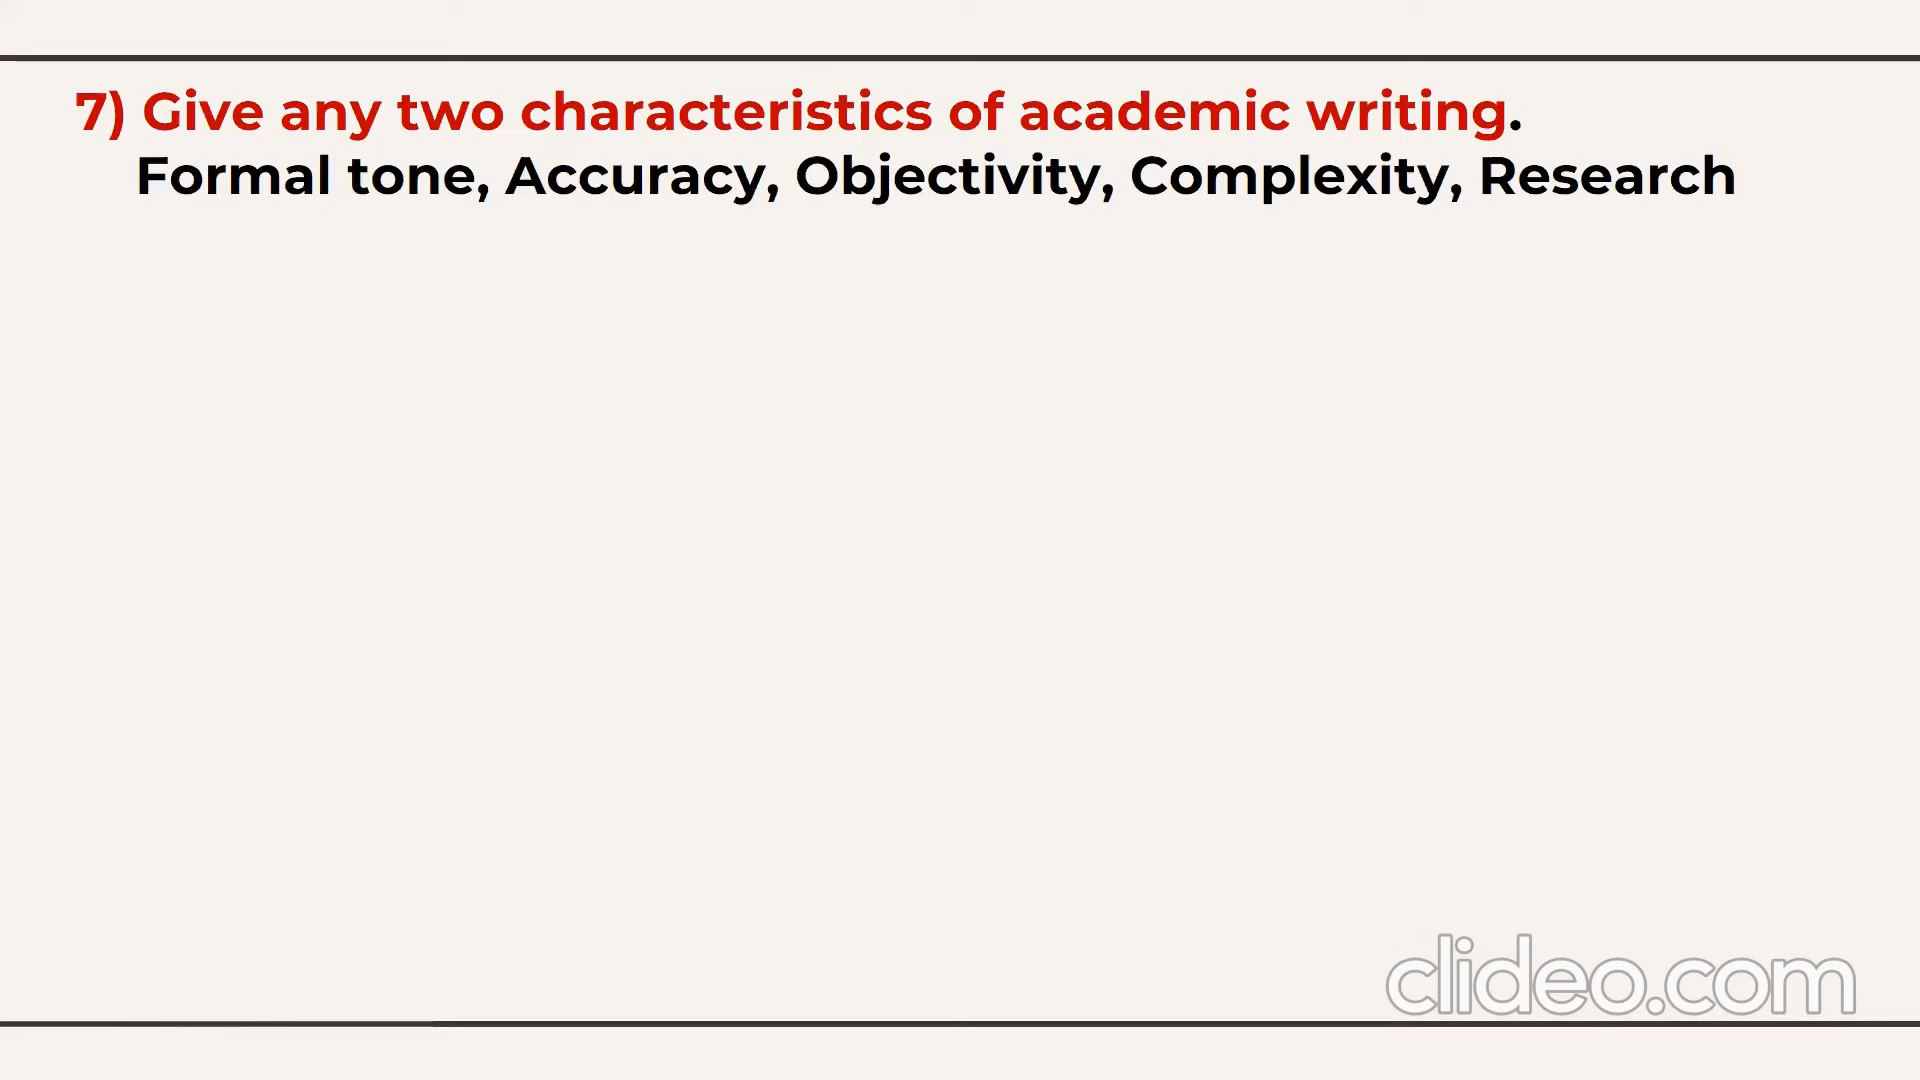 7) Give any two characteristics of academic writing.
Formal tone, Accuracy, Objectivity, Complexity, Research
clideo.com